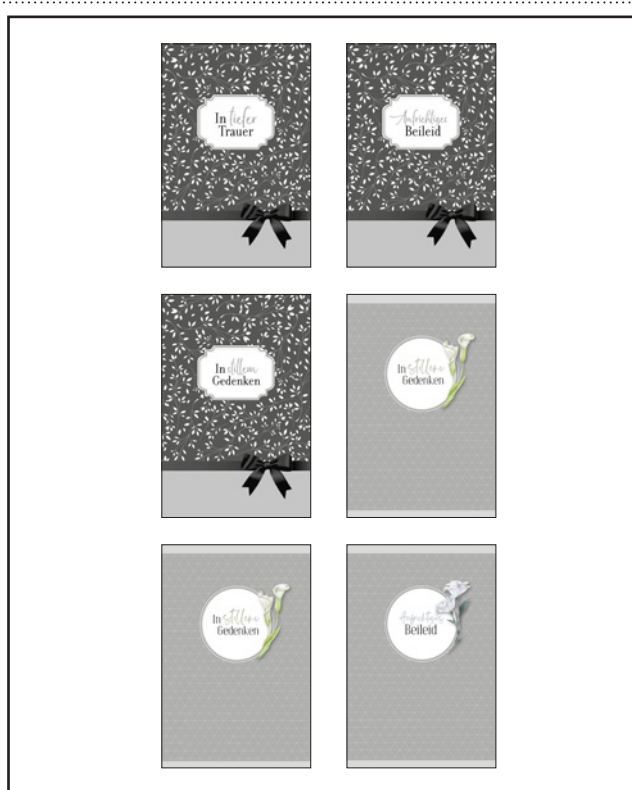 In tiefer
Trauer
Aufrichtiges
Beileid
In stillem
Gedenken
In stillem
Gedenken
In stillem
Gedenken
Aufrichtiges
Beileid